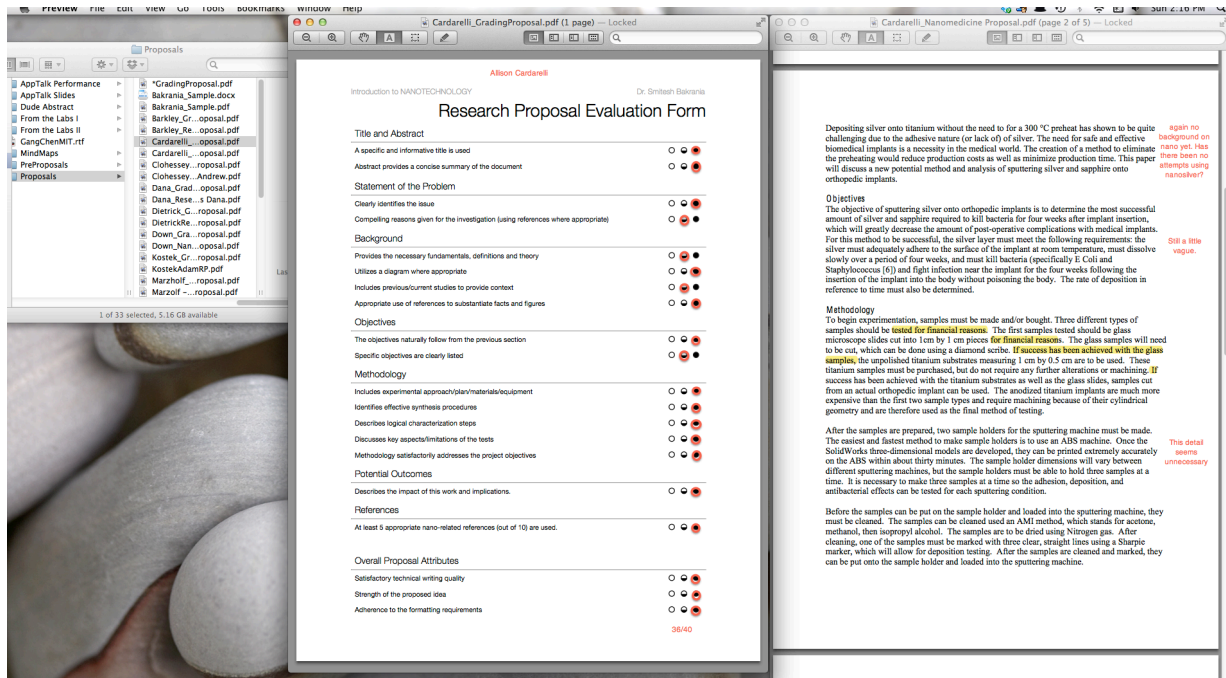 Preview File Edit View Go Tools Bookmarks Window Help
Sun 2:16 PM
Proposals
AppTalk Performance
AppTalk Slides
Dude Abstract
From the Labs I
From the Labs II
GangChenMIT.rtf
MindMaps
PreProposals
Proposals
*GradingProposal.pdf
Bakrania_Sample.docx
Bakrania_Sample.pdf
Barkley_Gr...oposal.pdf
Barkley_Re...oposal.pdf
Cardarelli_...oposal.pdf
Cardarelli_...oposal.pdf
Clohessey...roposal.pdf
Clohessey...Andrew.pdf
Dana_Grad...oposal.pdf
Dana_Rese...s Dana.pdf
Dietrick_G...roposal.pdf
DietrickRe...roposal.pdf
Down_Gra...oposal.pdf
Down_Nan...oposal.pdf
Kostek_Gr...roposal.pdf
KostekAdamRP.pdf
Marzholf_...roposal.pdf
Marzolf -...roposal.pdf
Las
1 of 33 selected, 5.16 GB available
Cardarelli_GradingProposal.pdf (1 page) — Locked
Allison Cardarelli
Introduction to NANOTECHNOLOGY Dr. Smitesh Bakrania
Research Proposal Evaluation Form
Title and Abstract
A specific and informative title is used
Abstract provides a concise summary of the document
Statement of the Problem
Clearly identifies the issue
Compelling reasons given for the investigation (using references where appropriate)
Background
Provides the necessary fundamentals, definitions and theory
Utilizes a diagram where appropriate
Includes previous/current studies to provide context
Appropriate use of references to substantiate facts and figures
Objectives
The objectives naturally follow from the previous section
Specific objectives are clearly listed
Methodology
Includes experimental approach/plan/materials/equipment
Identifies effective synthesis procedures
Describes logical characterization steps
Discusses key aspects/limitations of the tests
Methodology satisfactorily addresses the project objectives
Potential Outcomes
Describes the impact of this work and implications.
References
At least 5 appropriate nano-related references (out of 10) are used.
Overall Proposal Attributes
Satisfactory technical writing quality
Strength of the proposed idea
Adherence to the formatting requirements
36/40
Cardarelli_Nanomedicine Proposal.pdf (page 2 of 5) — Locked
Depositing silver onto titanium without the need to for a 300 °C preheat has shown to be quite
challenging due to the adhesive nature (or lack of) of silver. The need for safe and effective
biomedical implants is a necessity in the medical world. The creation of a method to eliminate
the preheating would reduce production costs as well as minimize production time. This paper
will discuss a new potential method and analysis of sputtering silver and sapphire onto
orthopedic implants.
again no
background on
nano yet. Has
there been no
attempts using
nanosilver?
Objectives
The objective of sputtering silver onto orthopedic implants is to determine the most successful
amount of silver and sapphire required to kill bacteria for four weeks after implant insertion,
which will greatly decrease the amount of post-operative complications with medical implants.
For this method to be successful, the silver layer must meet the following requirements: the
silver must adequately adhere to the surface of the implant at room temperature, must dissolve
slowly over a period of four weeks, and must kill bacteria (specifically E Coli and
Staphylococcus [6]) and fight infection near the implant for the four weeks following the
insertion of the implant into the body without poisoning the body. The rate of deposition in
reference to time must also be determined.
Still a little
vague.
Methodology
To begin experimentation, samples must be made and/or bought. Three different types of
samples should be tested for financial reasons. The first samples tested should be glass
microscope slides cut into 1cm by 1 cm pieces for financial reasons. The glass samples will need
to be cut, which can be done using a diamond scribe. If success has been achieved with the glass
samples, the unpolished titanium substrates measuring 1 cm by 0.5 cm are to be used. These
titanium samples must be purchased, but do not require any further alterations or machining. If
success has been achieved with the titanium substrates as well as the glass slides, samples cut
from an actual orthopedic implant can be used. The anodized titanium implants are much more
expensive than the first two sample types and require machining because of their cylindrical
geometry and are therefore used as the final method of testing.
After the samples are prepared, two sample holders for the sputtering machine must be made.
The easiest and fastest method to make sample holders is to use an ABS machine. Once the
SolidWorks three-dimensional models are developed, they can be printed extremely accurately
on the ABS within about thirty minutes. The sample holder dimensions will vary between
different sputtering machines, but the sample holders must be able to hold three samples at a
time. It is necessary to make three samples at a time so the adhesion, deposition, and
antibacterial effects can be tested for each sputtering condition.
This detail
seems
unnecessary
Before the samples can be put on the sample holder and loaded into the sputtering machine, they
must be cleaned. The samples can be cleaned used an AMI method, which stands for acetone,
methanol, then isopropyl alcohol. The samples are to be dried using Nitrogen gas. After
cleaning, one of the samples must be marked with three clear, straight lines using a Sharpie
marker, which will allow for deposition testing. After the samples are cleaned and marked, they
can be put onto the sample holder and loaded into the sputtering machine.